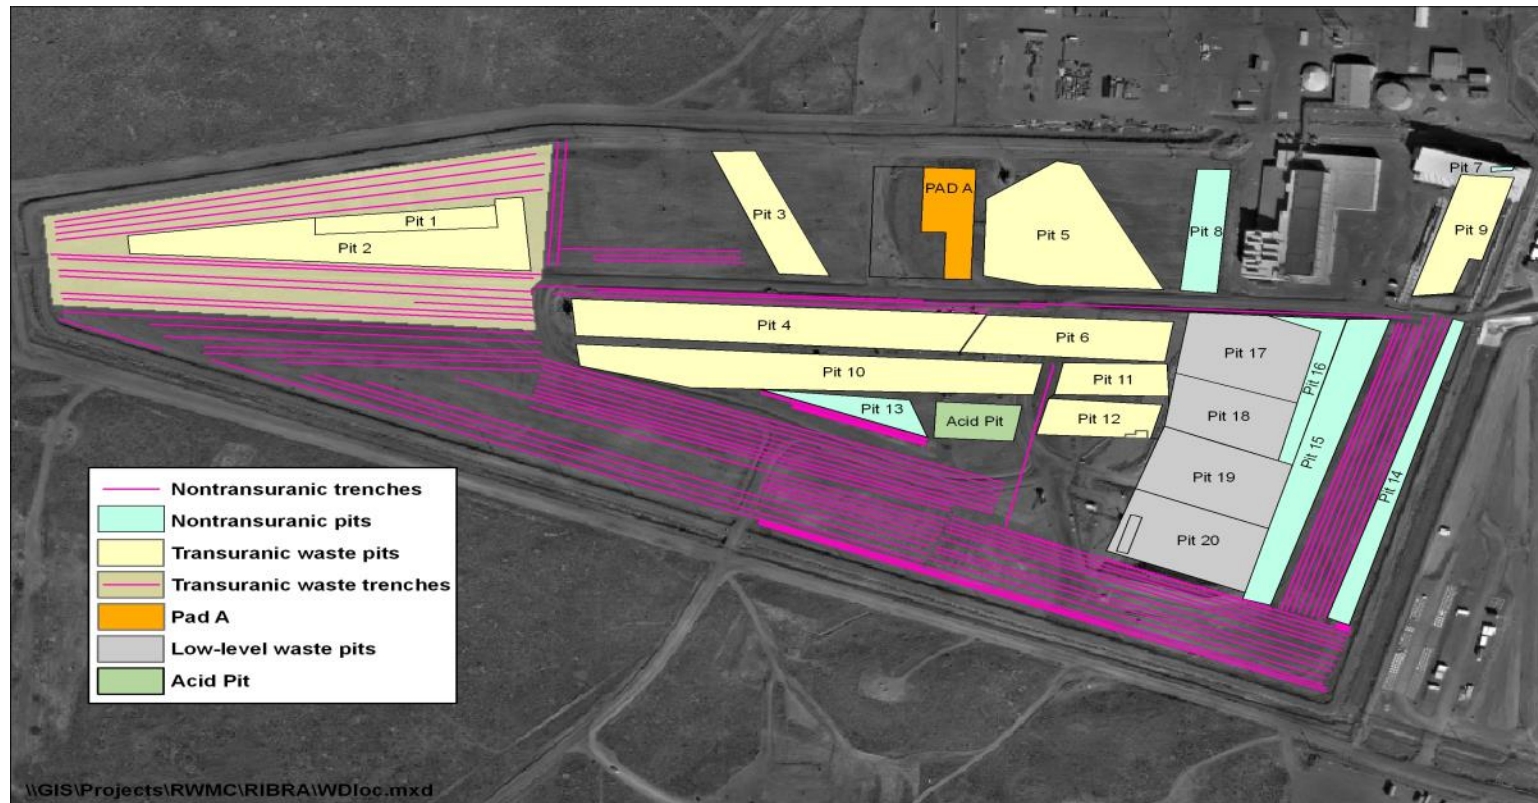 Pit 7
PAD A
Pit 1
Pit 3
Pit 2
Pit 5
Pit 8
Pit 9
Pit 4
Pit 6
Pit 17
Pit 16
Pit 10
Pit 11
Pit 13
Acid Pit
Pit 12
Pit 18
Pit 15
Pit 19
Pit 14
Pit 20
Nontransuranic trenches
Nontransuranic pits
Transuranic waste pits
Transuranic waste trenches
Pad A
Low-level waste pits
Acid Pit
\\GIS\Projects\RWMC\RIBRA\WDloc.mxd